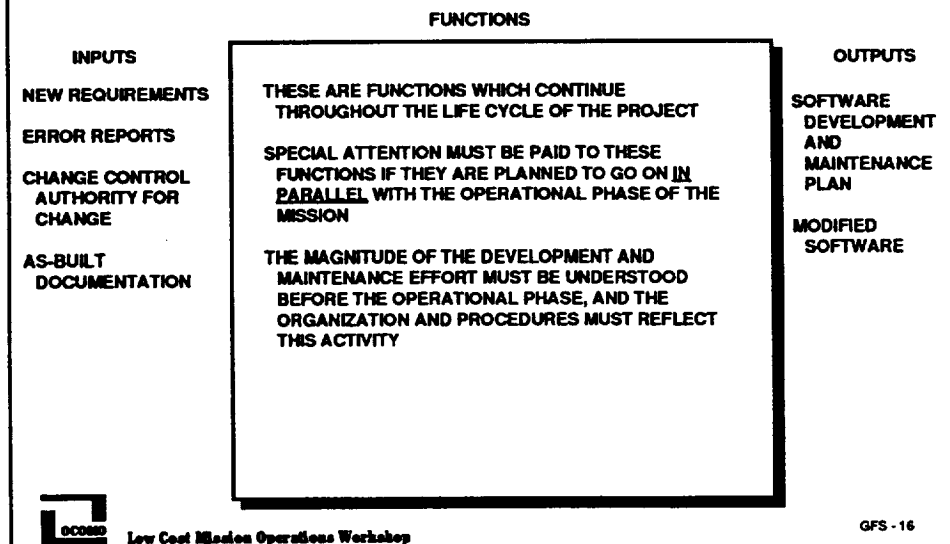 FUNCTIONS
INPUTS
NEW REQUIREMENTS
ERROR REPORTS
CHANGE CONTROL
AUTHORITY FOR
CHANGE
AS-BUILT
DOCUMENTATION
THESE ARE FUNCTIONS WHICH CONTINUE
THROUGHOUT THE LIFE CYCLE OF THE PROJECT
SPECIAL ATTENTION MUST BE PAID TO THESE
FUNCTIONS IF THEY ARE PLANNED TO GO ON IN
PARALLEL WITH THE OPERATIONAL PHASE OF THE
MISSION
THE MAGNITUDE OF THE DEVELOPMENT AND
MAINTENANCE EFFORT MUST BE UNDERSTOOD
BEFORE THE OPERATIONAL PHASE, AND THE
ORGANIZATION AND PROCEDURES MUST REFLECT
THIS ACTIVITY
OUTPUTS
SOFTWARE
DEVELOPMENT
AND
MAINTENANCE
PLAN
MODIFIED
SOFTWARE
OCOMO
Low Cost Mission Operations Workshop
GFS - 16